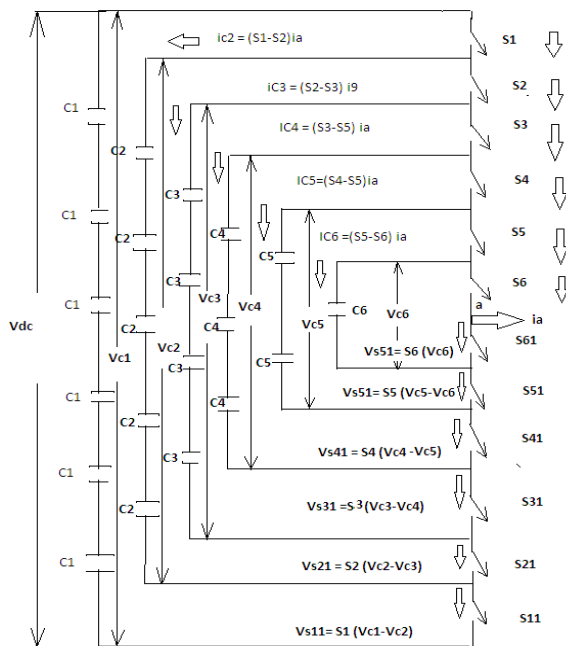 ic2 = (S1-S2)ia
S1
iC3 = (S2-S3) i9
S2
IC4 = (S3-S5) ia
S3
IC5=(S4-S5)ia
S4
IC6 =(S5-S6) ia
S5
S6
C1
C2
C3
C4
C5
C6
a
ia
C1
C2
C3
C4
C5
Vc3
Vc4
Vc5
Vc6
Vdc
Vc1
Vc2
C1
C2
C3
C4
S61
Vs51= S6 (Vc6)
C1
C2
C3
Vs51= S5 (Vc5-Vc6
S51
C1
C2
Vs41 = S4 (Vc4 -Vc5)
S41
Vs31 =S3 (Vc3-Vc4)
S31
C1
Vs21 = S2 (Vc2-Vc3)
S21
Vs11= S1 (Vc1-Vc2)
S11